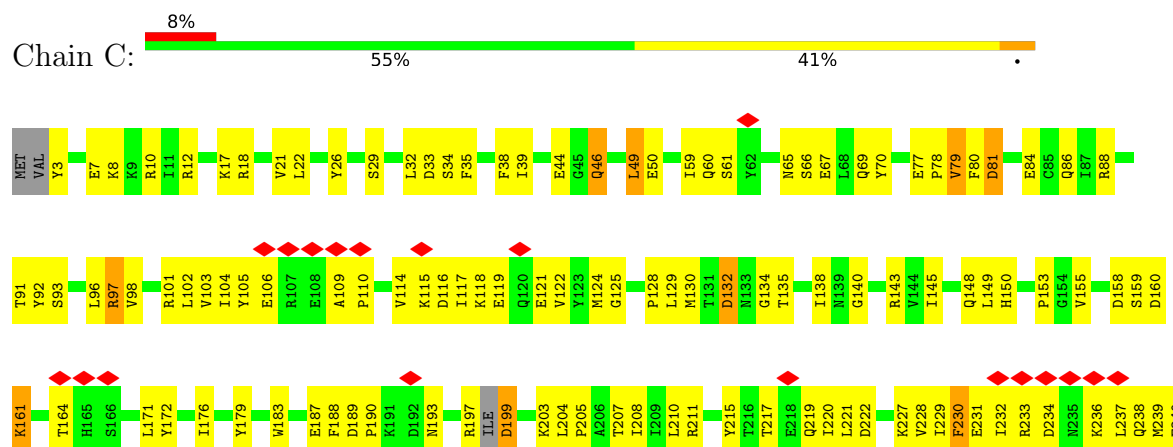 8%
Chain C:
55% 41% •
MET VAL Y3 E7 K8 K9 R10 I11 R12 K17 R18 V21 L22 Y26 S29 L32 D33 S34 F35 F38 I39 E44 G45 Q46 L49 E50 I59 Q60 S61 Y62 N65 S66 E67 L68 Q69 Y70 E77 P78 V79 F80 D81 E84 C85 Q86 I87 R88
T91 Y92 S93 L96 R97 V98 R101 L102 V103 I104 Y105 E106 R107 E108 A109 P110 V114 K115 D116 I117 K118 E119 Q120 E121 V122 Y123 M124 G125 P128 L129 M130 T131 D132 N133 G134 T135 I138 N139 G140 R143 V144 I145 Q148 L149 H150 P153 G154 V155 D158 S159 D160
K161 T164 H165 S166 L171 Y172 I176 Y179 W183 E187 F188 D189 P190 K191 D192 N193 R197 ILE D199 K203 L204 P205 A206 T207 I208 I209 L210 R211 Y215 T216 T217 E218 Q219 I220 L221 D222 K227 V228 I229 F230 E231 I232 R233 D234 N235 K236 L237 Q238 M239